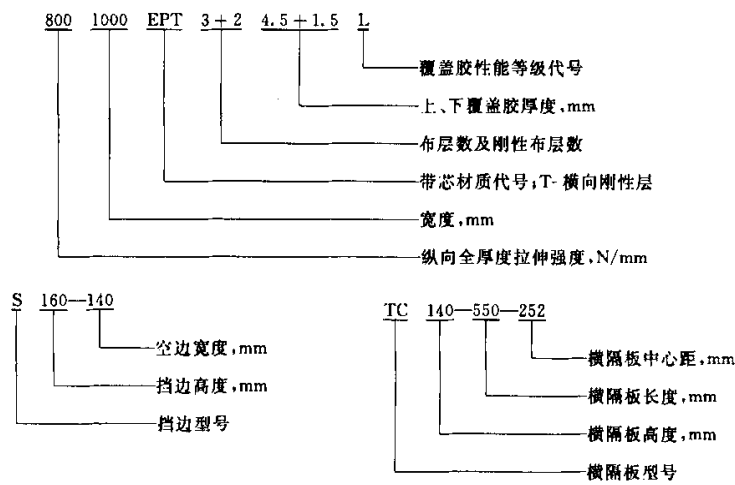 800 1000 EPT 3+2 4.5+1.5 L
覆盖胶性能等级代号
上、下覆盖胶厚度,mm
布层数及刚性布层数
带芯材质代号;T-横向刚性层
宽度,mm
纵向全厚度拉伸强度,N/mm
S 160—140
空边宽度,mm
挡边高度,mm
挡边型号
TC 140—550—252
横隔板中心距,mm
横隔板长度,mm
横隔板高度,mm
横隔板型号